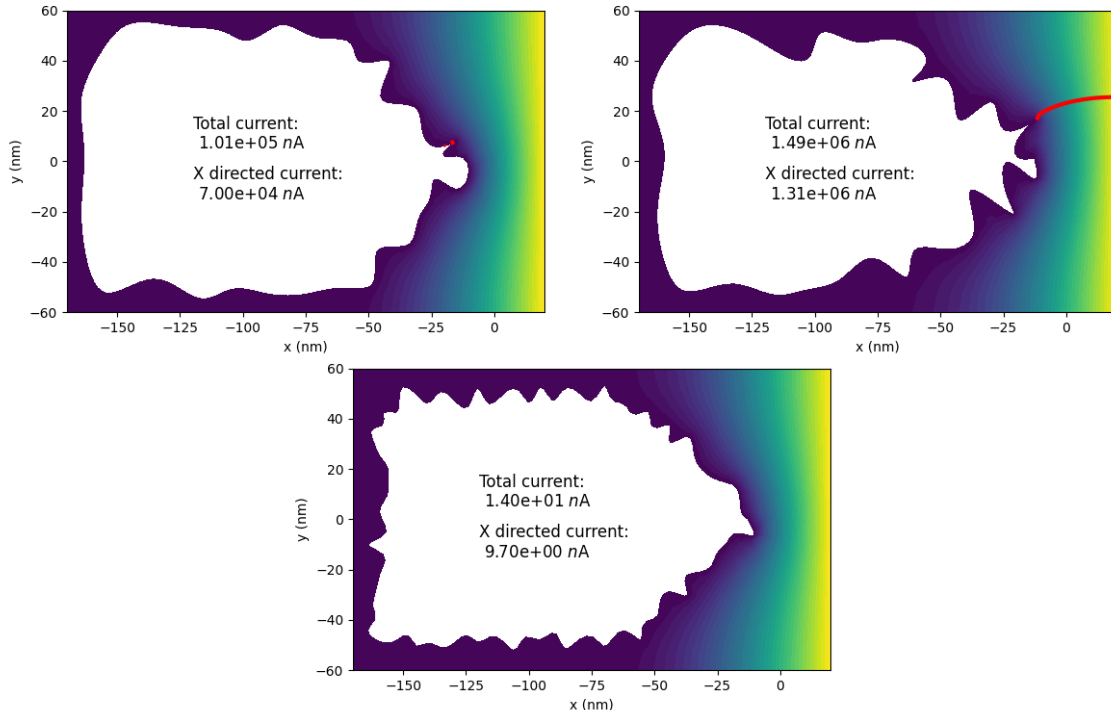 60
40
20
0
−20
−40
−60
y (nm)
Total current:
1.01e+05 nA
X directed current:
7.00e+04 nA
−150
−125
−100
−75
−50
−25
0
x (nm)
60
40
20
0
−20
−40
−60
y (nm)
Total current:
1.49e+06 nA
X directed current:
1.31e+06 nA
−150
−125
−100
−75
−50
−25
0
x (nm)
60
40
20
0
−20
−40
−60
y (nm)
Total current:
1.40e+01 nA
X directed current:
9.70e+00 nA
−150
−125
−100
−75
−50
−25
0
x (nm)